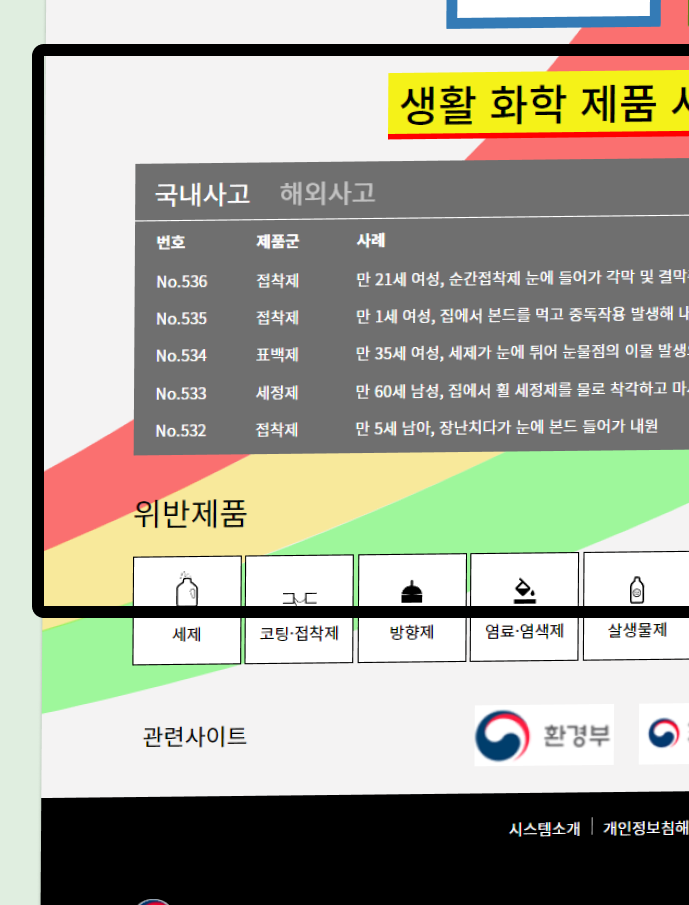 생활 화학 제품
국내사고 해외사고
번호 제품군 사례
No.536 접착제 만 21세 여성, 순간접착제 눈에 들어가 각막 및
No.535 접착제 만 1세 여성, 집에서 본드를 먹고 중독작용 발생해
No.534 표백제 만 35세 여성, 세제가 눈에 튀어 눈물점의 이물
No.533 세정제 만 60세 남성, 집에서 휠 세정제를 물로 착각하고
No.532 접착제 만 5세 남아, 장난치다가 눈에 본드 들어가 내원
위반제품
세제 코팅·접착제 방향제 염료·염색제 살생물제
관련사이트 환경부
시스템소개 개인정보침해